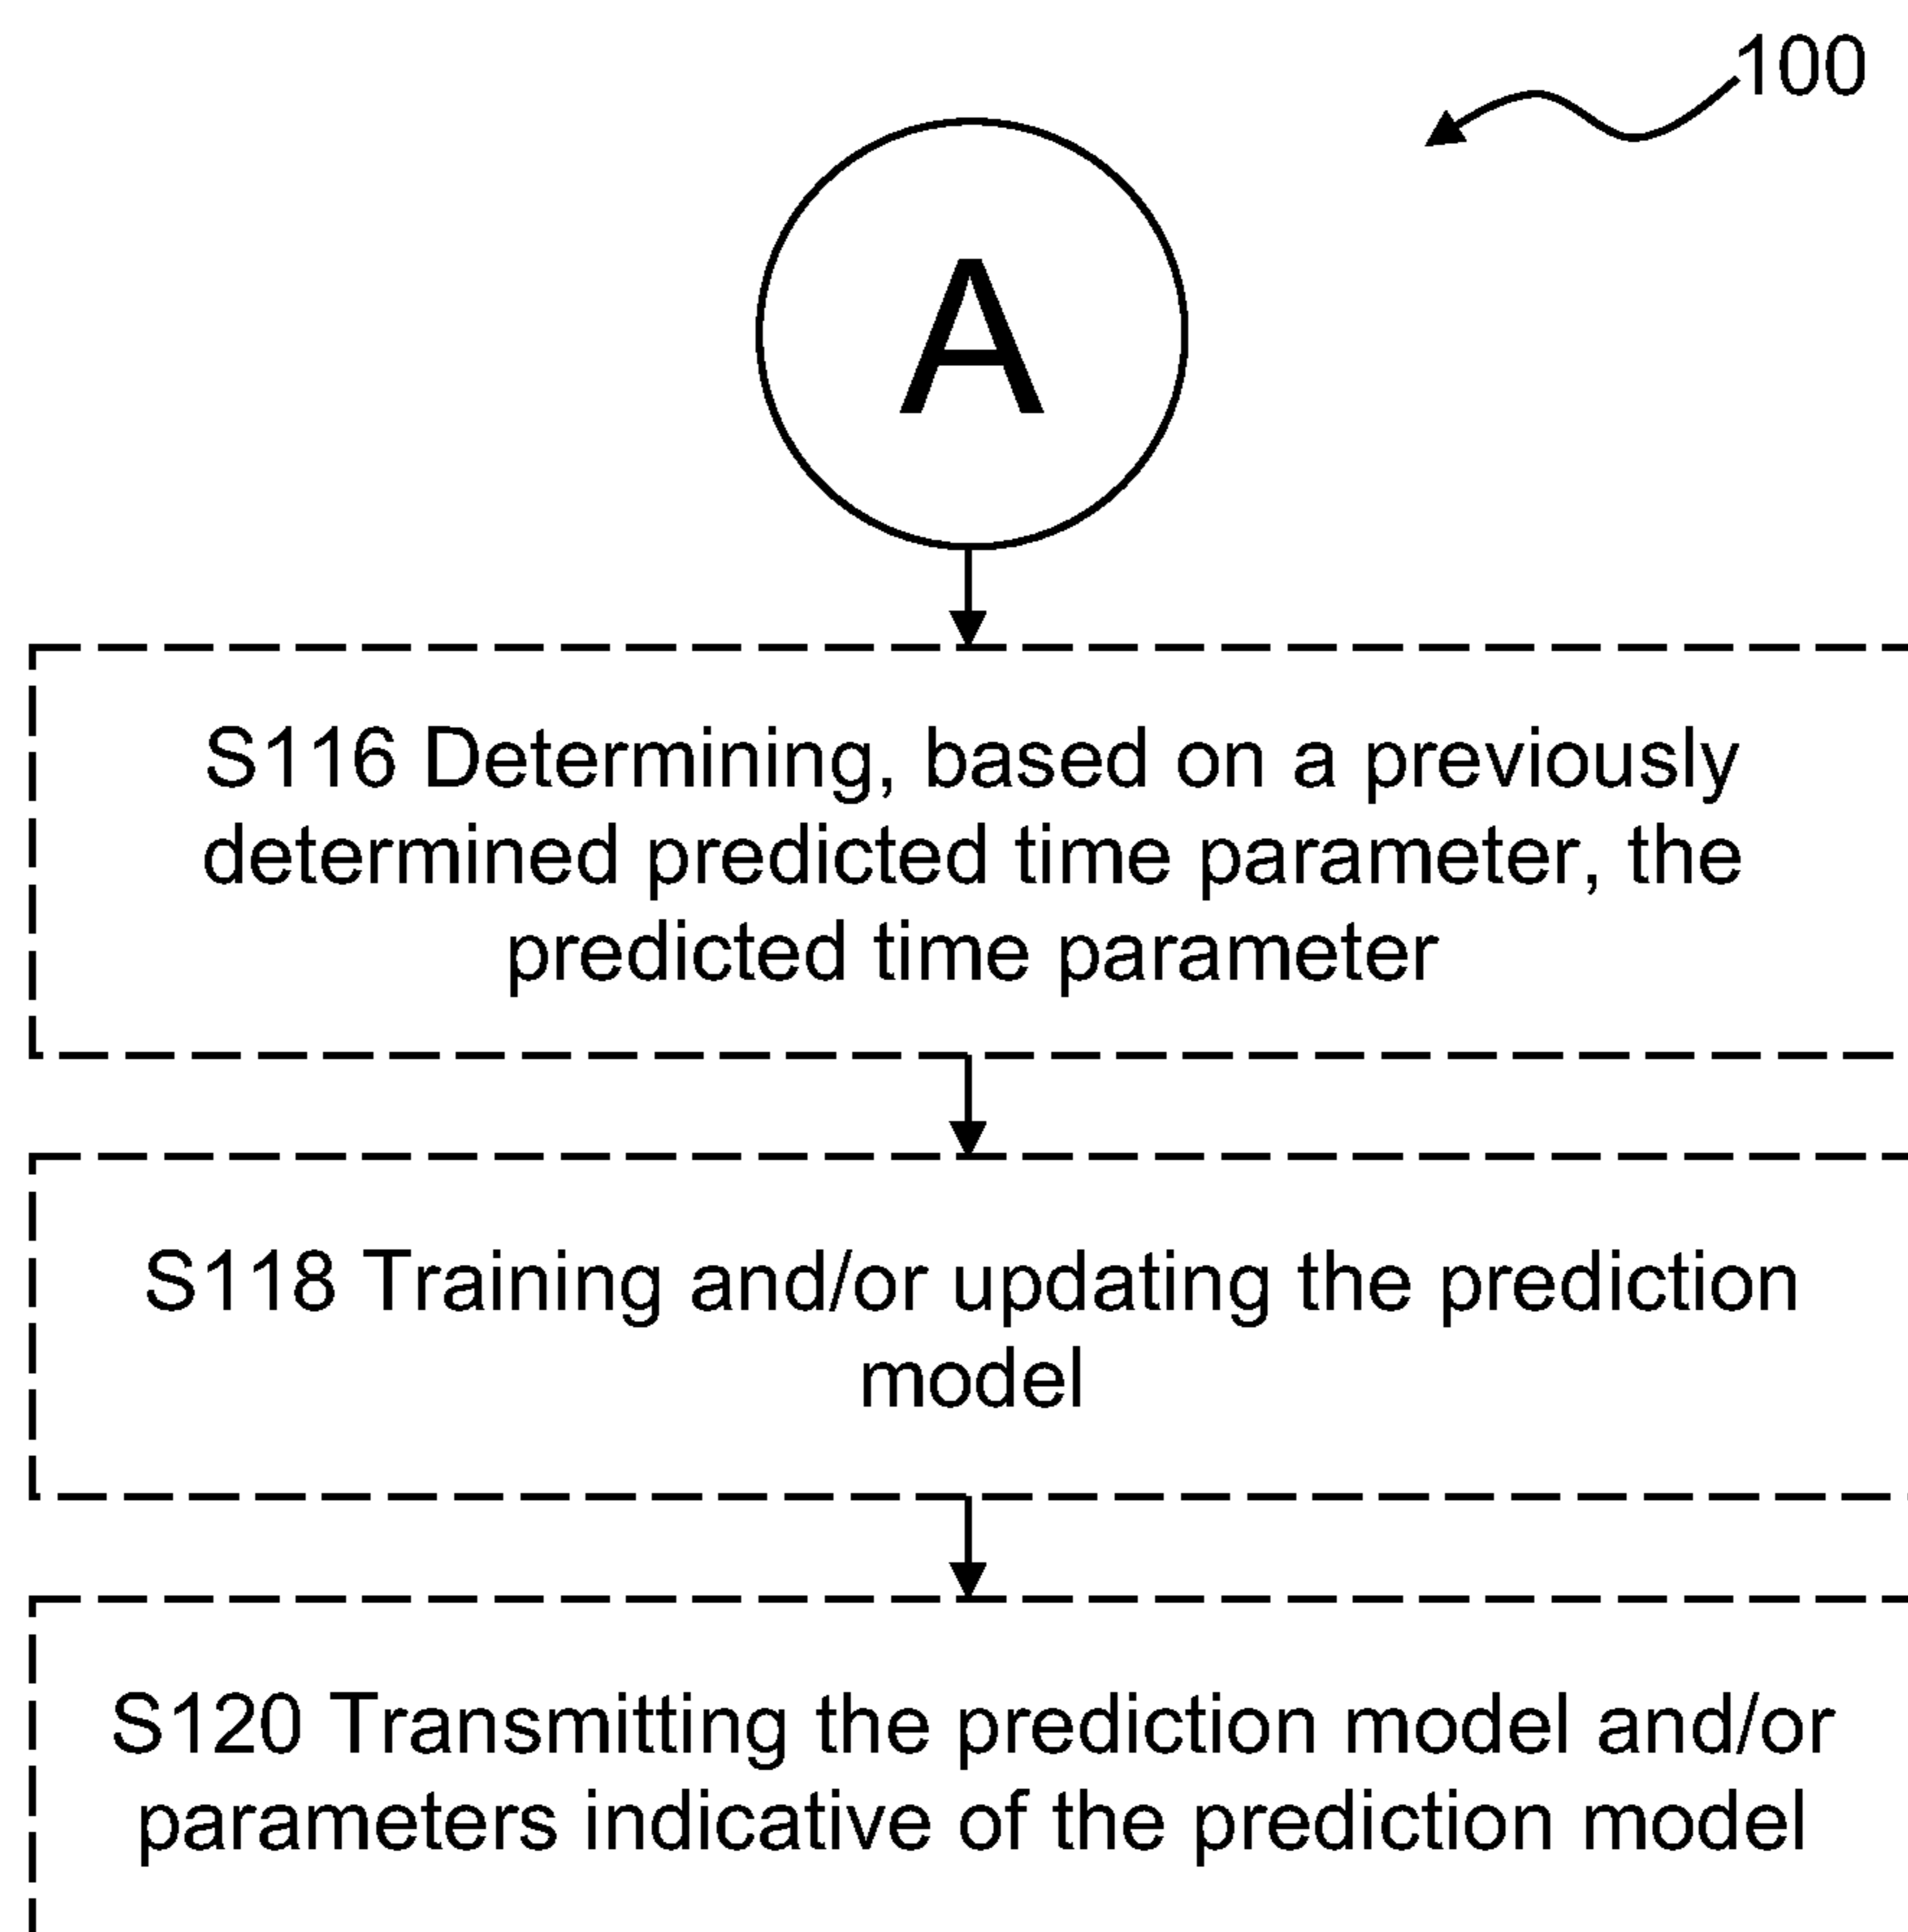 100
A
S116 Determining, based on a previously
determined predicted time parameter, the
predicted time parameter
S118 Training and/or updating the prediction
model
S120 Transmitting the prediction model and/or
parameters indicative of the prediction model